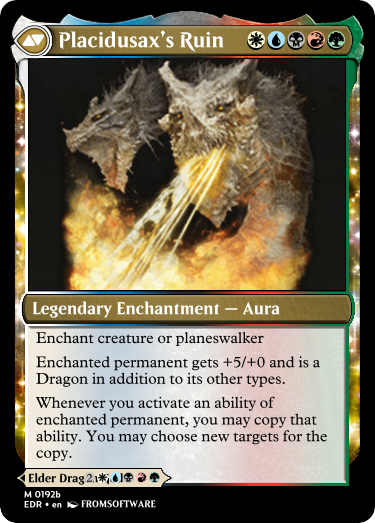 Placidusax's Ruin
Legendary Enchantment — Aura
Enchant creature or planeswalker
Enchanted permanent gets +5/+0 and is a
Dragon in addition to its other types.
Whenever you activate an ability of
enchanted permanent, you may copy that
ability. You may choose new targets for the
copy.
Elder
M 0192b
EDR • en FROMSOFTWARE